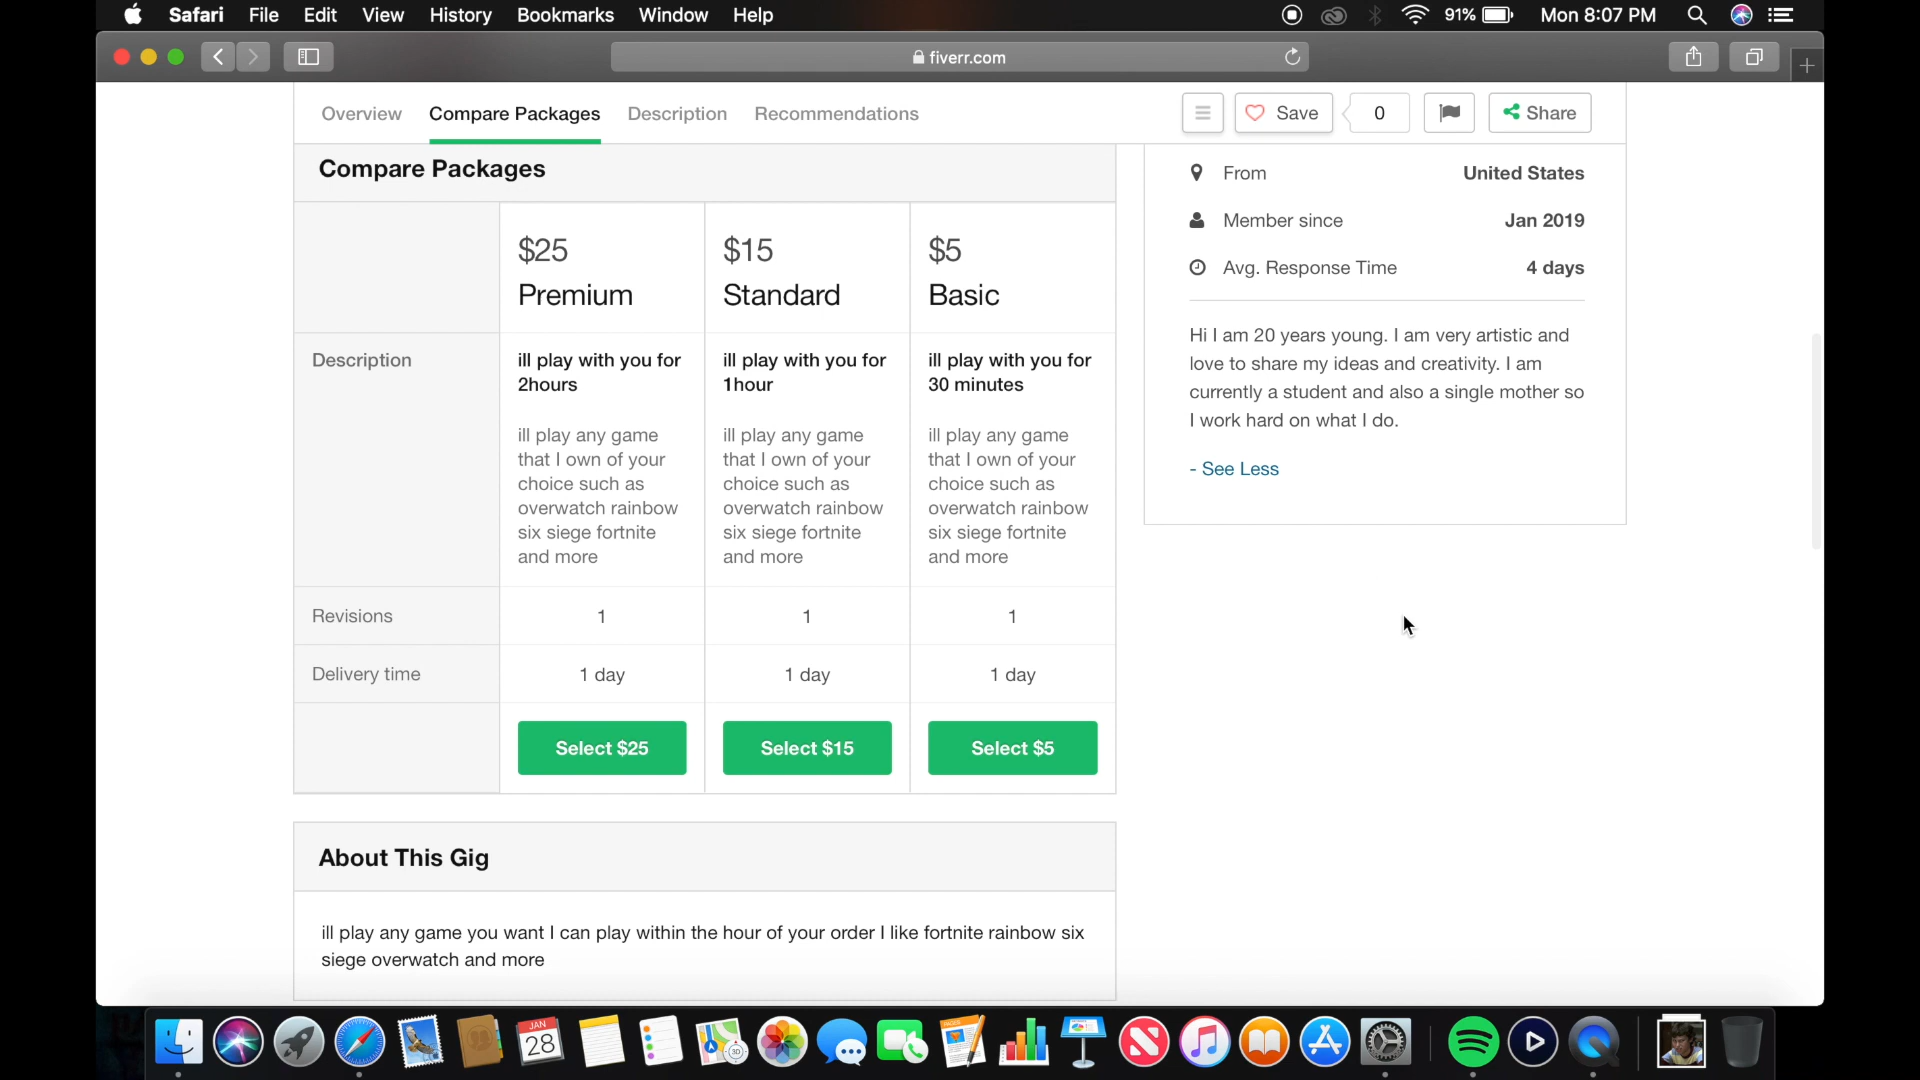 Safari File Edit View History Bookmarks Window Help 91% Mon 8:07 PM
fiverr.com
Overview Compare Packages Description Recommendations Save 0 Share
Compare Packages
$25 $15 $5
Premium Standard Basic
Description
ill play with you for 2hours
ill play any game
that I own of your
choice such as
overwatch rainbow
six siege fortnite
and more
ill play with you for 1hour
ill play any game
that I own of your
choice such as
overwatch rainbow
six siege fortnite
and more
ill play with you for
30 minutes
ill play any game
that I own of your
choice such as
overwatch rainbow
six siege fortnite
and more
Revisions 1 1 1
Delivery time 1 day 1 day 1 day
Select $25 Select $15 Select $5
From United States
Member since Jan 2019
Avg. Response Time 4 days
Hi I am 20 years young. I am very artistic and
love to share my ideas and creativity. I am
currently a student and also a single mother so
I work hard on what I do.
- See Less
About This Gig
ill play any game you want I can play within the hour of your order I like fortnite rainbow six
siege overwatch and more
JAN
28
PAGES
3D